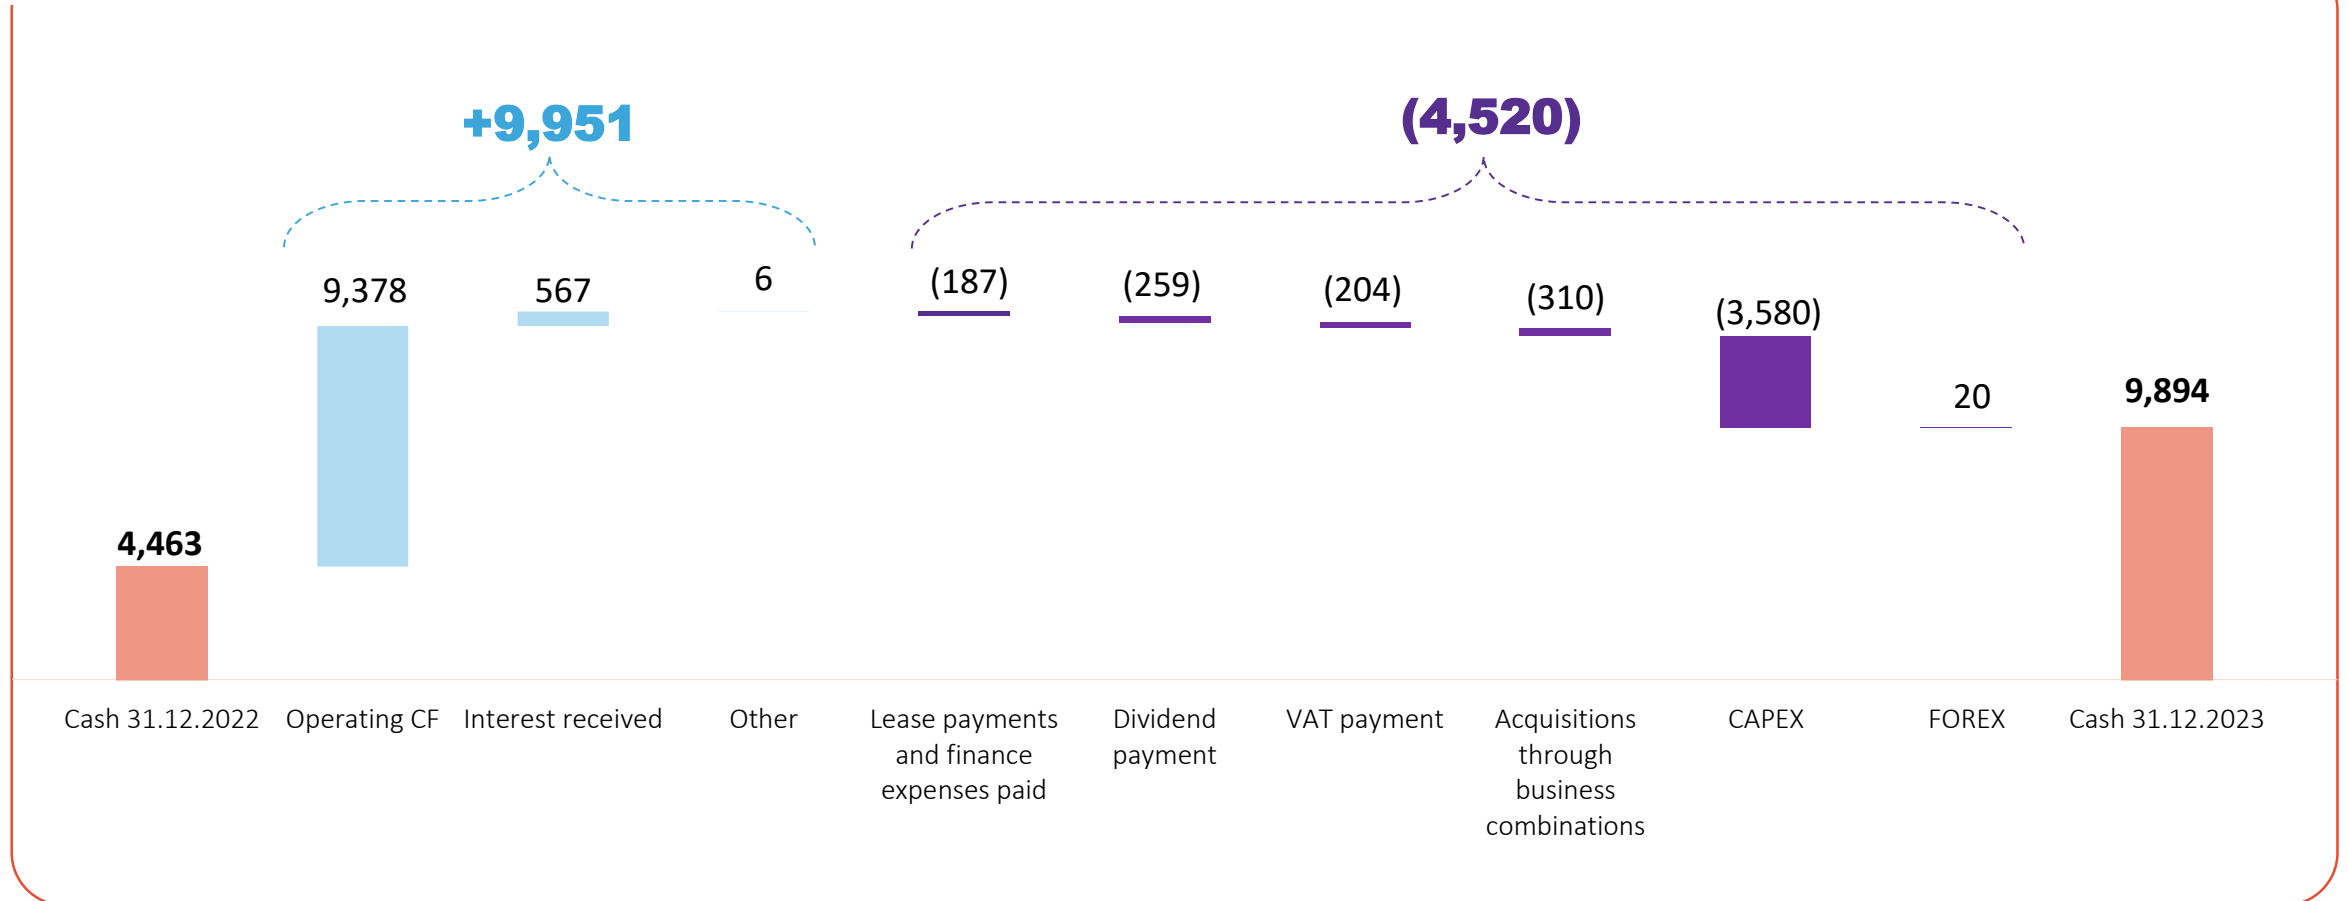 +9,951
(4,520)
9,378
567
6
(187)
(259)
(204)
(310)
(3,580)
20
9,894
4,463
Cash 31.12.2022
Operating CF
Interest received
Other
Lease payments
and finance
expenses paid
Dividend
payment
VAT payment
Acquisitions
through
business
combinations
CAPEX
FOREX
Cash 31.12.2023